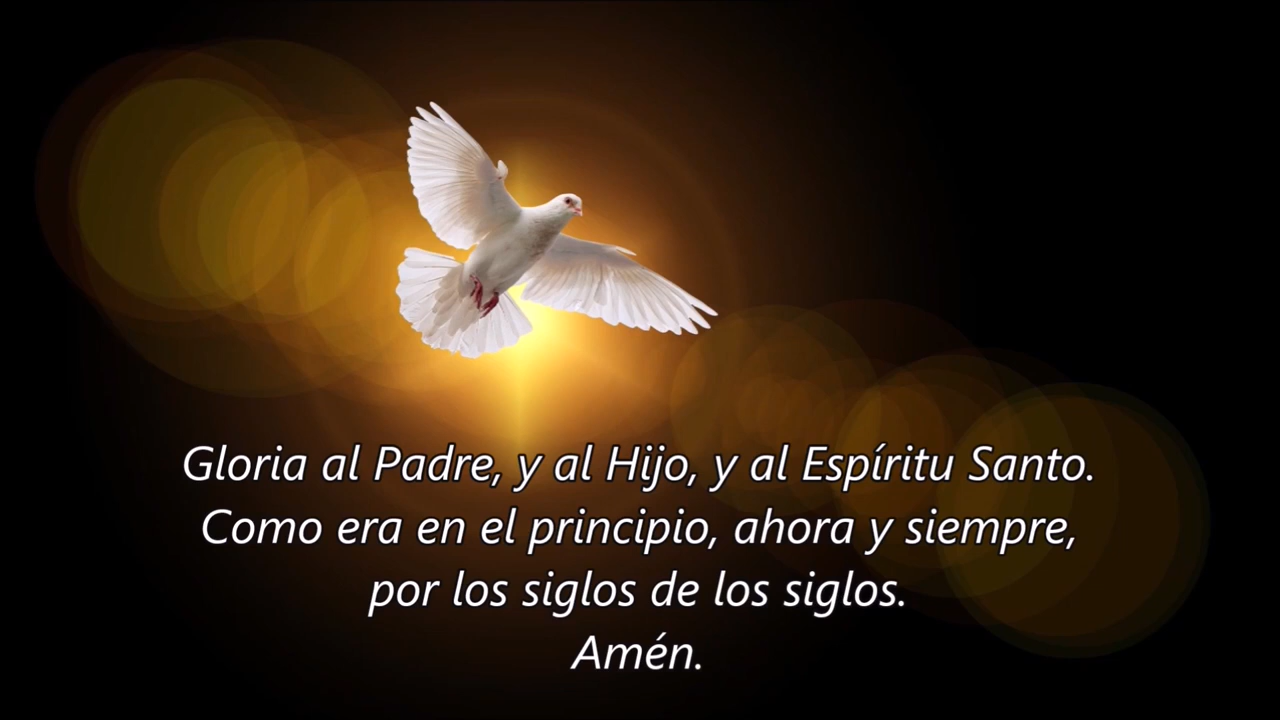 Gloria al Padre, y al Hijo, y al Espíritu Santo.
Como era en el principio, ahora y siempre,
por los siglos de los siglos.
Amén.